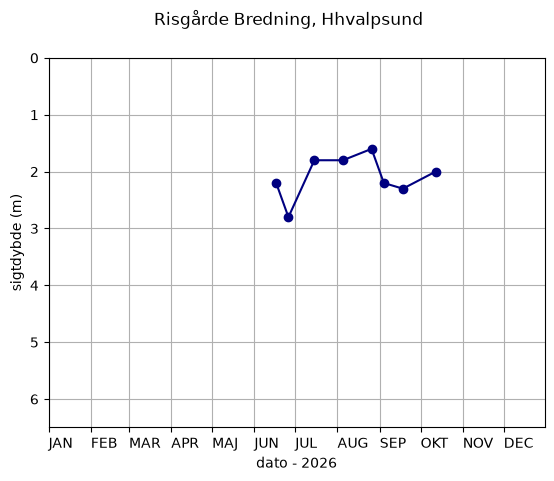 Risgårde Bredning, Hhvalpsund
0
1
2
3
4
5
6
sigtdybde (m)
JAN FEB MAR APR MAJ JUN JUL AUG SEP OKT NOV DEC
dato - 2026